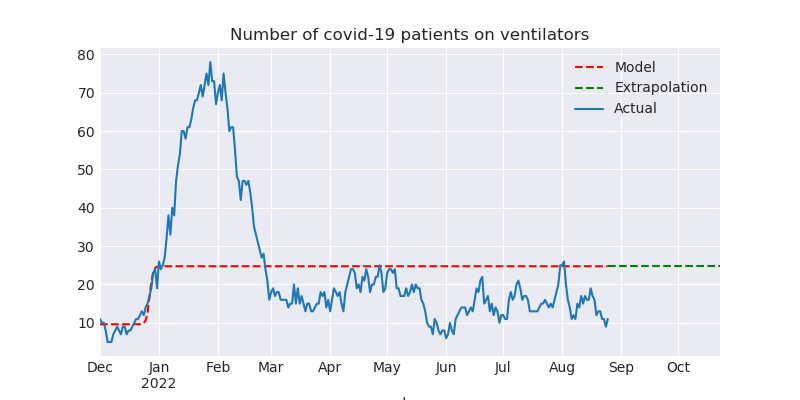 Number of covid-19 patients on ventilators
80
70
60
50
40
30
20
10
Model
Extrapolation
Actual
Dec Jan Feb Mar Apr May Jun Jul Aug Sep Oct
2022